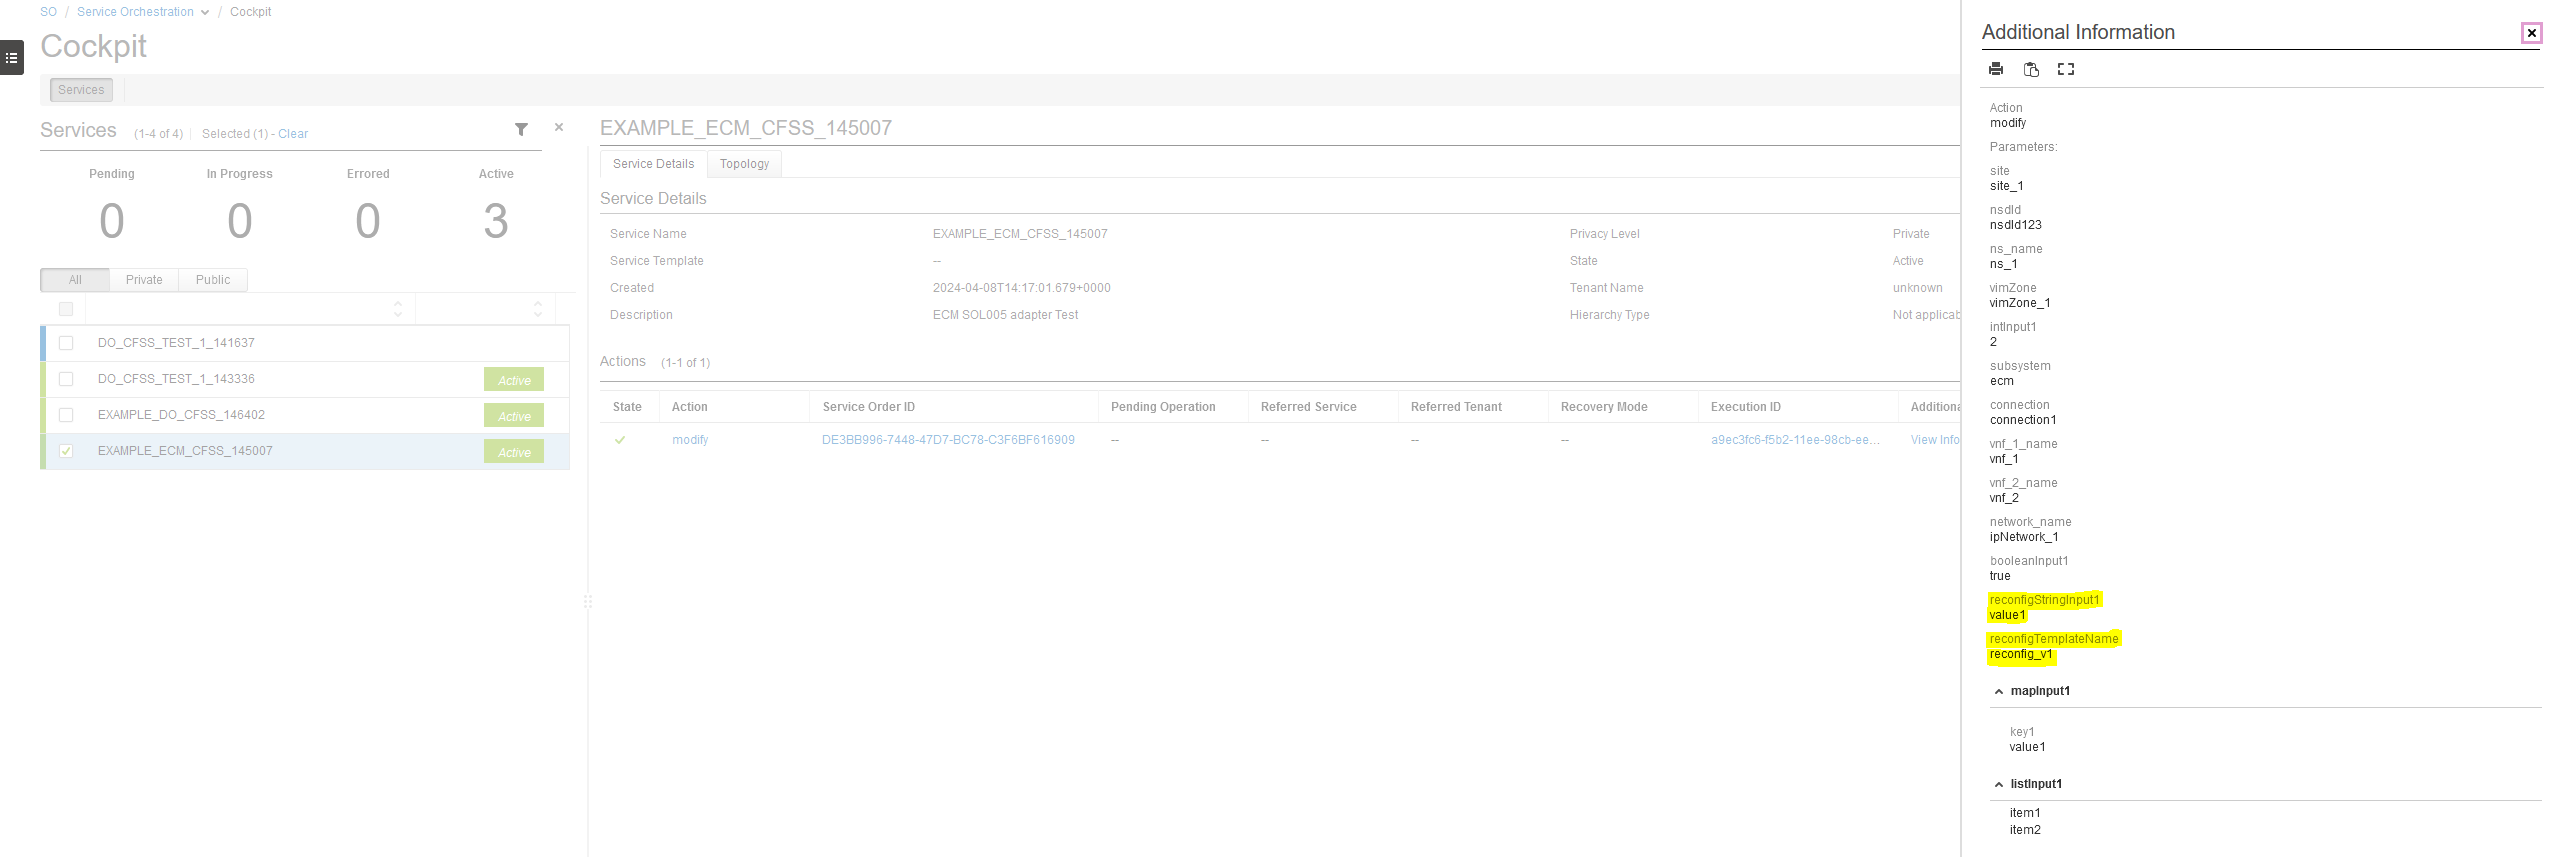 SO / Service Orchestration / Cockpit
Cockpit
Services
Services (1-4 of 4) Selected (1) - Clear
Pending In Progress Errored Active
0 0 0 3
All Private Public
DO_CFSS_TEST_1_141637
DO_CFSS_TEST_1_143336 Active
EXAMPLE_DO_CFSS_146402 Active
EXAMPLE_ECM_CFSS_145007 Active
EXAMPLE_ECM_CFSS_145007
Service Details Topology
Service Details
Service Name EXAMPLE_ECM_CFSS_145007 Privacy Level Private
Service Template -- State Active
Created 2024-04-08T14:17:01.679+0000 Tenant Name unknown
Description ECM SOL005 adapter Test Hierarchy Type Not applicab
Actions (1-1 of 1)
State Action Service Order ID Pending Operation Referred Service Referred Tenant Recovery Mode Execution ID Additiona
modify DE3BB996-7448-47D7-BC78-C3F6BF616909 -- -- -- -- a9ec3fc6-f5b2-11ee-98cb-ee... View Info
Additional Information
Action
modify
Parameters:
site
site_1
nsdId
nsdId123
ns_name
ns_1
vimZone
vimZone_1
intInput1
2
subsystem
ecm
connection
connection1
vnf_1_name
vnf_1
vnf_2_name
vnf_2
network_name
ipNetwork_1
booleanInput1
true
reconfigStringInput1
value1
reconfigTemplateName
reconfig_v1
mapInput1
key1
value1
listInput1
item1
item2